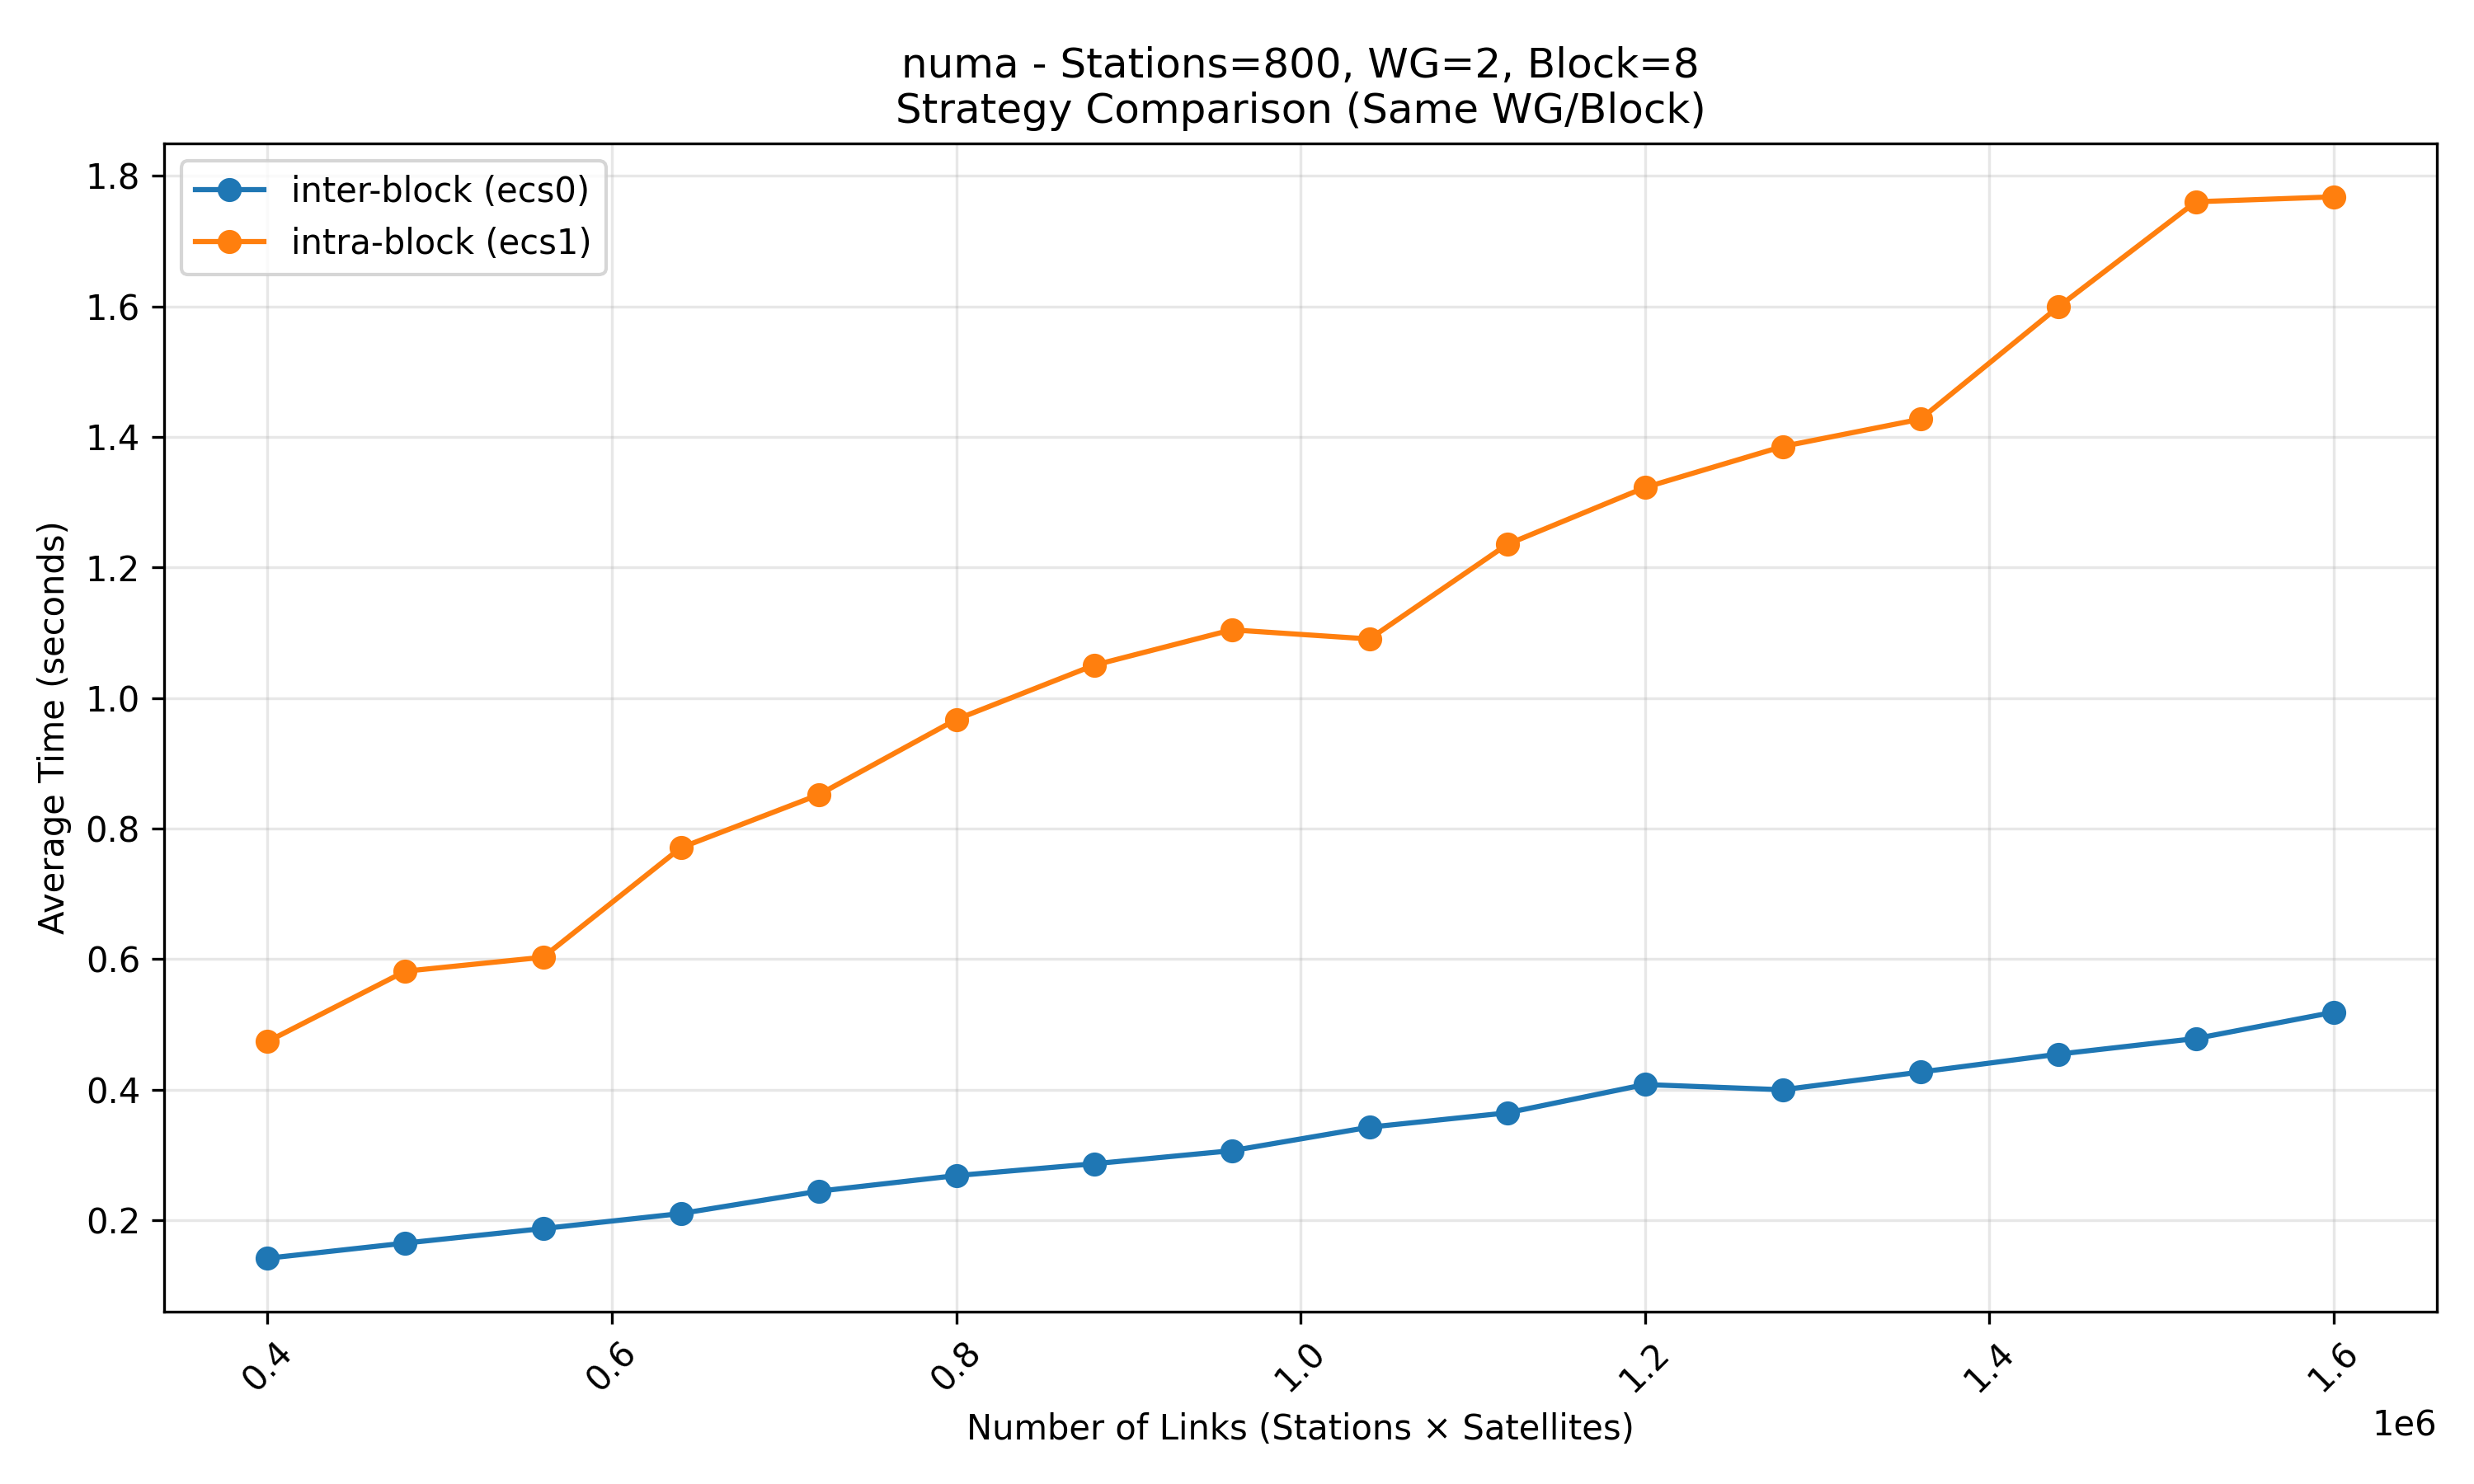 numa - Stations=800, WG=2, Block=8
Strategy Comparison (Same WG/Block)
inter-block (ecs0)
intra-block (ecs1)
Average Time (seconds)
1.8
1.6
1.4
1.2
1.0
0.8
0.6
0.4
0.2
0.4 0.6 0.8 1.0 1.2 1.4 1.6
1e6
Number of Links (Stations × Satellites)